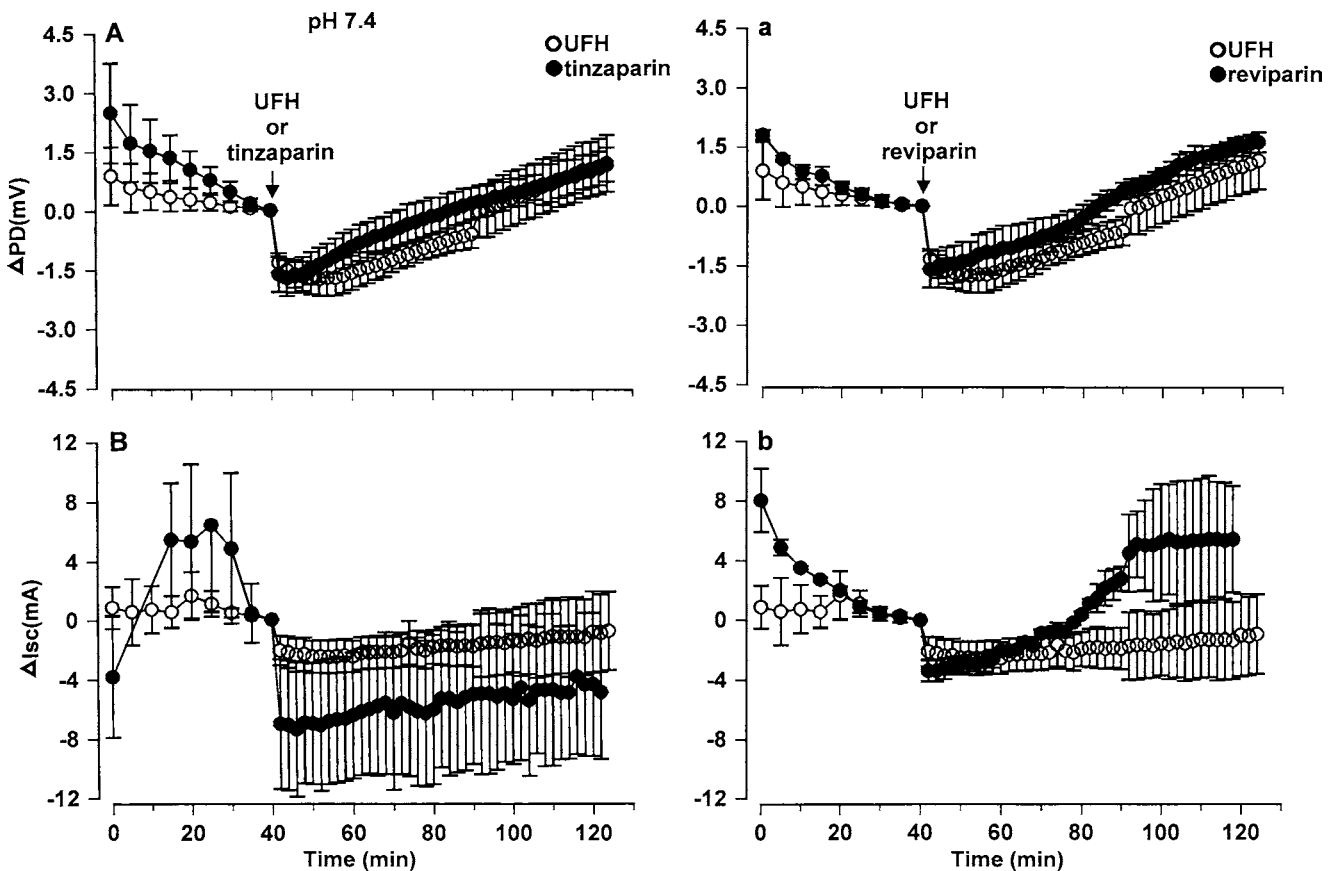 pH 7.4
A
4.5
3.0
1.5
0.0
-1.5
-3.0
-4.5
ΔPD(mV)
UFH
tinzaparin
UFH
or
tinzaparin
a
4.5
3.0
1.5
0.0
-1.5
-3.0
-4.5
UFH
reviparin
UFH
or
reviparin
B
12
8
4
0
-4
-8
-12
ΔIsc(mA)
0 20 40 60 80 100 120
Time (min)
b
12
8
4
0
-4
-8
-12
0 20 40 60 80 100 120
Time (min)